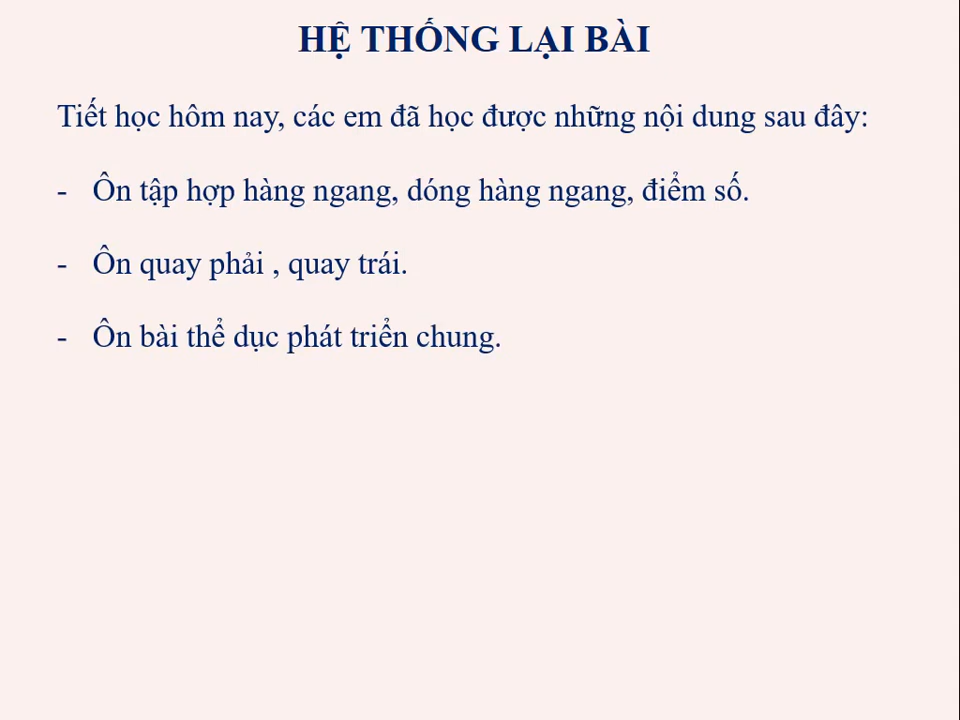 HỆ THỐNG LẠI BÀI
Tiết học hôm nay, các em đã học được những nội dung sau đây:
- Ôn tập hợp hàng ngang, dóng hàng ngang, điểm số.
- Ôn quay phải , quay trái.
- Ôn bài thể dục phát triển chung.